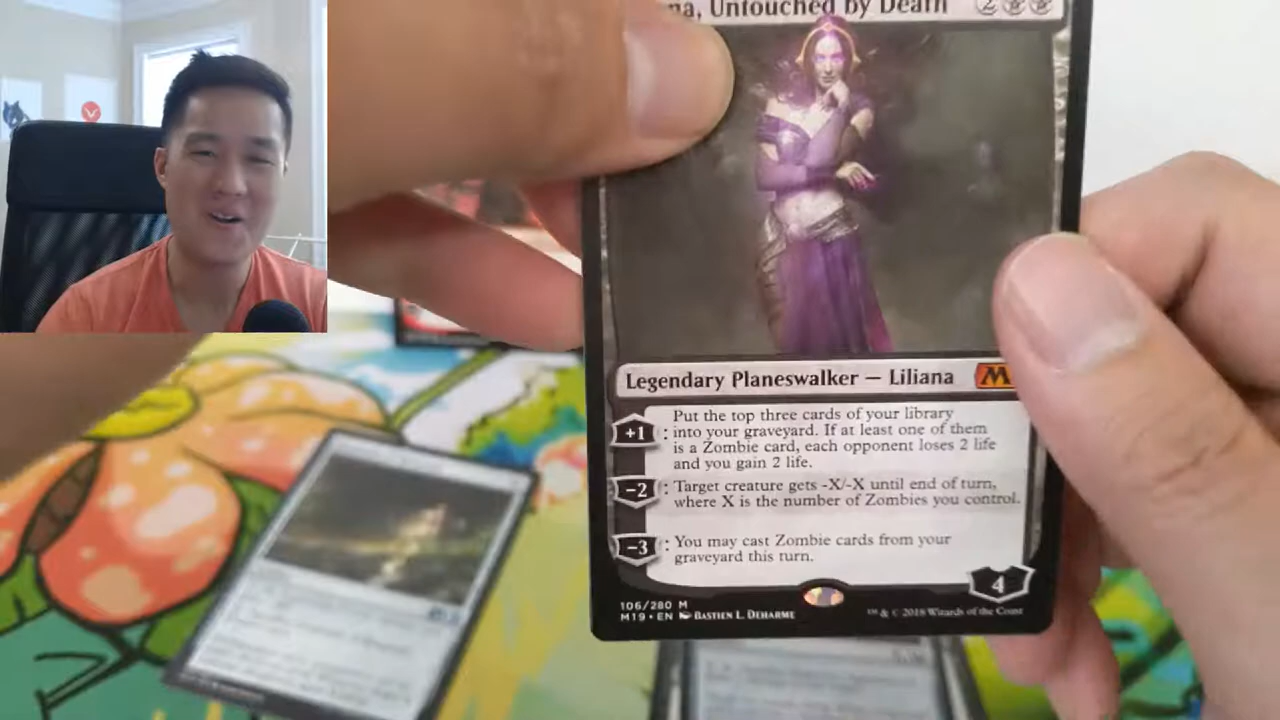 na, Untouched by Death 2
Legendary Planeswalker — Liliana M
Put the top three cards of your library
+1 : into your graveyard. If at least one of them
is a Zombie card, each opponent loses 2 life
and you gain 2 life.
−2 : Target creature gets -X/-X until end of turn,
where X is the number of Zombies you control.
−3 : You may cast Zombie cards from your
graveyard this turn.
4
106/280 M
M19 • EN BASTIEN L. DEHARME
™ & © 2018 Wizards of the Coast